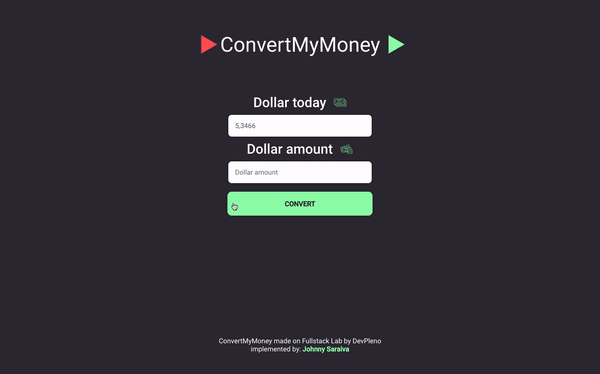 ConvertMyMoney
Dollar today
5,3466
Dollar amount
Dollar amount
CONVERT
ConvertMyMoney made on Fullstack Lab by DevPleno
implemented by: Johnny Saraiva